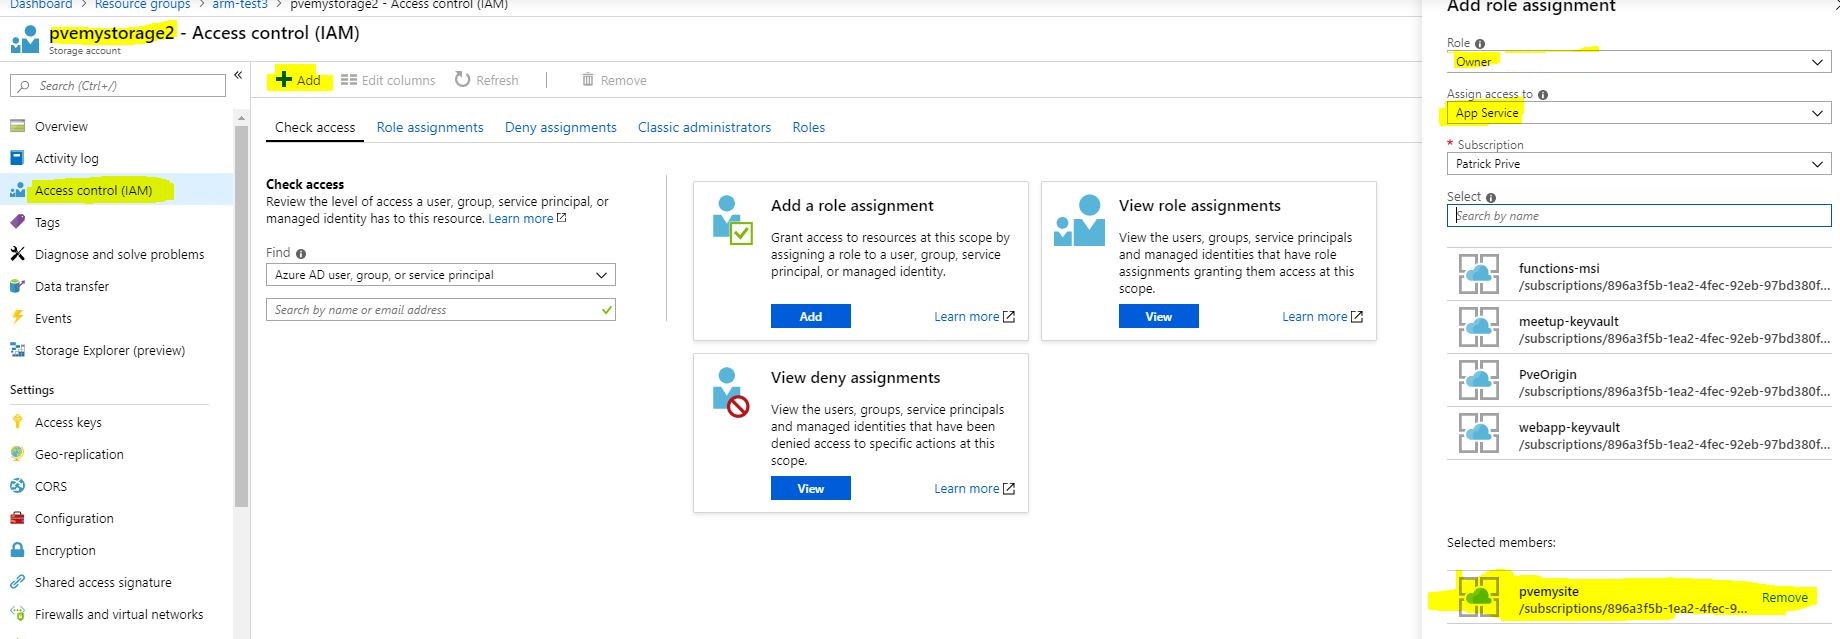 Dashboard > Resource groups > arm-test3 > pvemystorage2 - Access control (IAM)
pvemystorage2 - Access control (IAM)
Storage account
Search (Ctrl+/)
Overview
Activity log
Access control (IAM)
Tags
Diagnose and solve problems
Data transfer
Events
Storage Explorer (preview)
Settings
Access keys
Geo-replication
CORS
Configuration
Encryption
Shared access signature
Firewalls and virtual networks
Add
Edit columns
Refresh
Remove
Check access
Role assignments
Deny assignments
Classic administrators
Roles
Check access
Review the level of access a user, group, service principal, or
managed identity has to this resource. Learn more
Find
Azure AD user, group, or service principal
Search by name or email address
Add a role assignment
Grant access to resources at this scope by
assigning a role to a user, group, service
principal, or managed identity.
Add
Learn more
View role assignments
View the users, groups, service principals
and managed identities that have role
assignments granting them access at this
scope.
View
Learn more
View deny assignments
View the users, groups, service principals
and managed identities that have been
denied access to specific actions at this
scope.
View
Learn more
Add role assignment
Role
Owner
Assign access to
App Service
* Subscription
Patrick Prive
Select
Search by name
functions-msi
/subscriptions/896a3f5b-1ea2-4fec-92eb-97bd380f...
meetup-keyvault
/subscriptions/896a3f5b-1ea2-4fec-92eb-97bd380f...
PveOrigin
/subscriptions/896a3f5b-1ea2-4fec-92eb-97bd380f...
webapp-keyvault
/subscriptions/896a3f5b-1ea2-4fec-92eb-97bd380f...
Selected members:
pvemysite
/subscriptions/896a3f5b-1ea2-4fec-9...
Remove